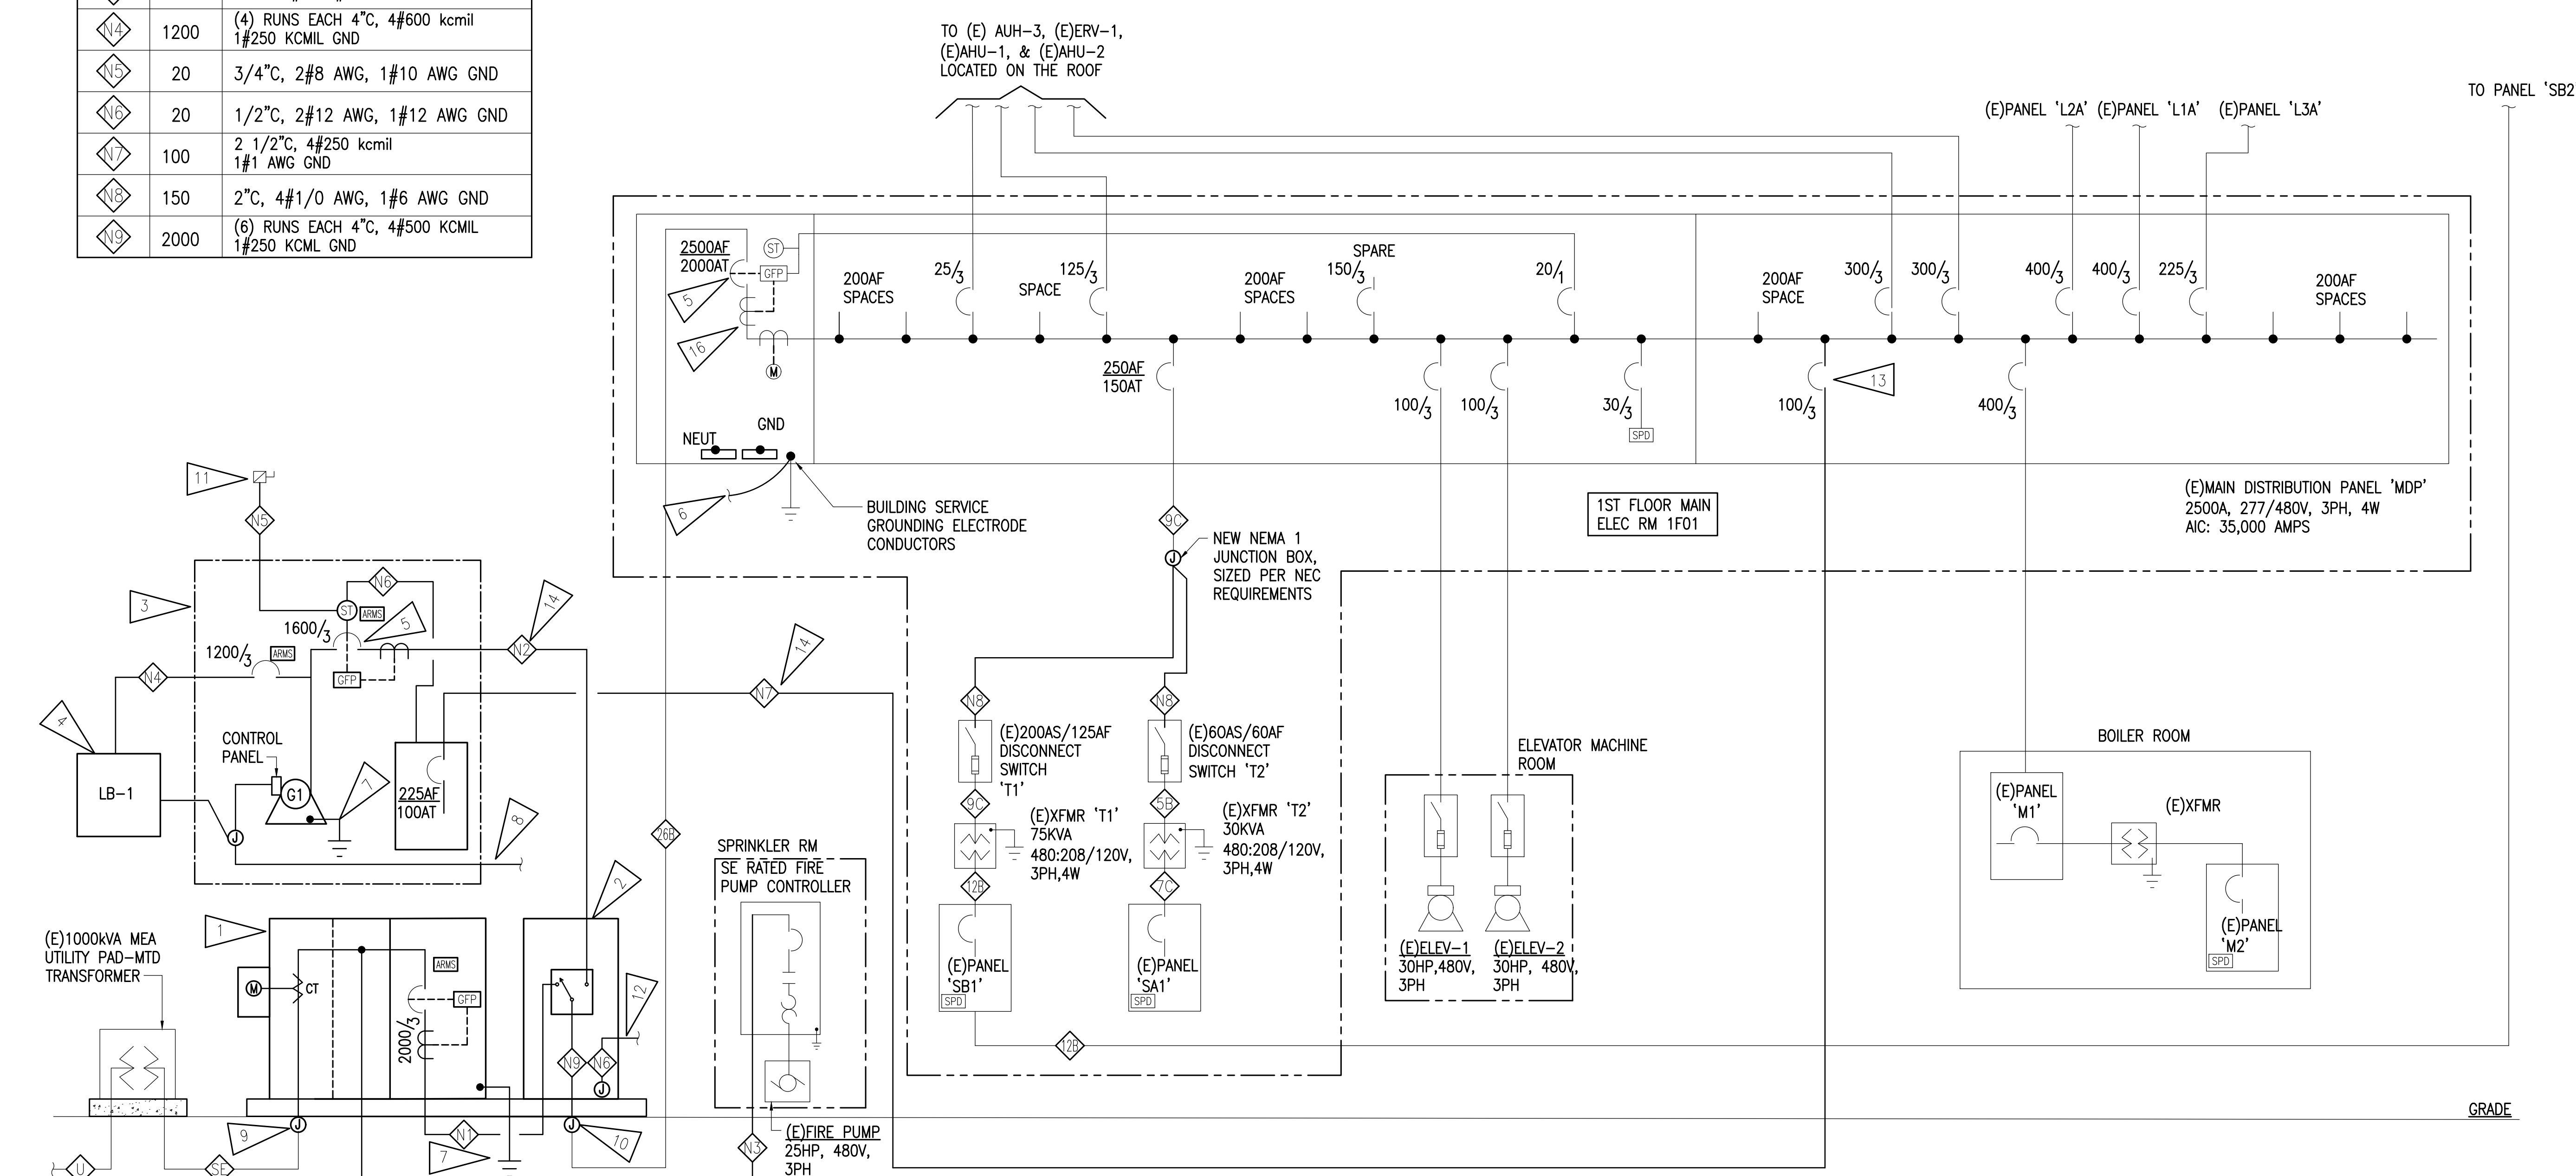 N4 1200 (4) RUNS EACH 4"C, 4#600 kcmil
1#250 KCMIL GND
N5 20 3/4"C, 2#8 AWG, 1#10 AWG GND
N6 20 1/2"C, 2#12 AWG, 1#12 AWG GND
N7 100 2 1/2"C, 4#250 kcmil
1#1 AWG GND
N8 150 2"C, 4#1/0 AWG, 1#6 AWG GND
N9 2000 (6) RUNS EACH 4"C, 4#500 KCMIL
1#250 KCML GND
TO (E) AUH-3, (E)ERV-1,
(E)AHU-1, & (E)AHU-2
LOCATED ON THE ROOF
(E)PANEL 'L2A' (E)PANEL 'L1A' (E)PANEL 'L3A'
TO PANEL 'SB2
2500AF
2000AT
ST
GFP
5
16
M
200AF
SPACES
25/3
SPACE
125/3
200AF
SPACES
SPARE
150/3
20/1
200AF
SPACE
300/3
300/3
400/3
400/3
225/3
200AF
SPACES
250AF
150AT
100/3
100/3
30/3
SPD
100/3
13
400/3
NEUT
GND
6
BUILDING SERVICE
GROUNDING ELECTRODE
CONDUCTORS
1ST FLOOR MAIN
ELEC RM 1F01
(E)MAIN DISTRIBUTION PANEL 'MDP'
2500A, 277/480V, 3PH, 4W
AIC: 35,000 AMPS
9C
J
NEW NEMA 1
JUNCTION BOX,
SIZED PER NEC
REQUIREMENTS
11
N5
3
N6
ST
ARMS
5
1600/3
1200/3
ARMS
GFP
N4
N2
14
N7
14
4
LB-1
CONTROL
PANEL
G1
7
225AF
100AT
J
8
26B
N8
(E)200AS/125AF
DISCONNECT
SWITCH
'T1'
9C
(E)XFMR 'T1'
75KVA
480:208/120V,
3PH,4W
12B
(E)PANEL
'SB1'
SPD
N8
(E)60AS/60AF
DISCONNECT
SWITCH 'T2'
5B
(E)XFMR 'T2'
30KVA
480:208/120V,
3PH,4W
7C
(E)PANEL
'SA1'
SPD
12B
ELEVATOR MACHINE
ROOM
(E)ELEV-1
30HP,480V,
3PH
(E)ELEV-2
30HP, 480V,
3PH
BOILER ROOM
(E)PANEL
'M1'
(E)XFMR
(E)PANEL
'M2'
SPD
SPRINKLER RM
SE RATED FIRE
PUMP CONTROLLER
(E)FIRE PUMP
25HP, 480V,
3PH
N3
(E)1000kVA MEA
UTILITY PAD-MTD
TRANSFORMER
1
M
CT
ARMS
GFP
2000/3
2
12
N9
N6
J
J
9
N1
7
J
10
U
SE
GRADE